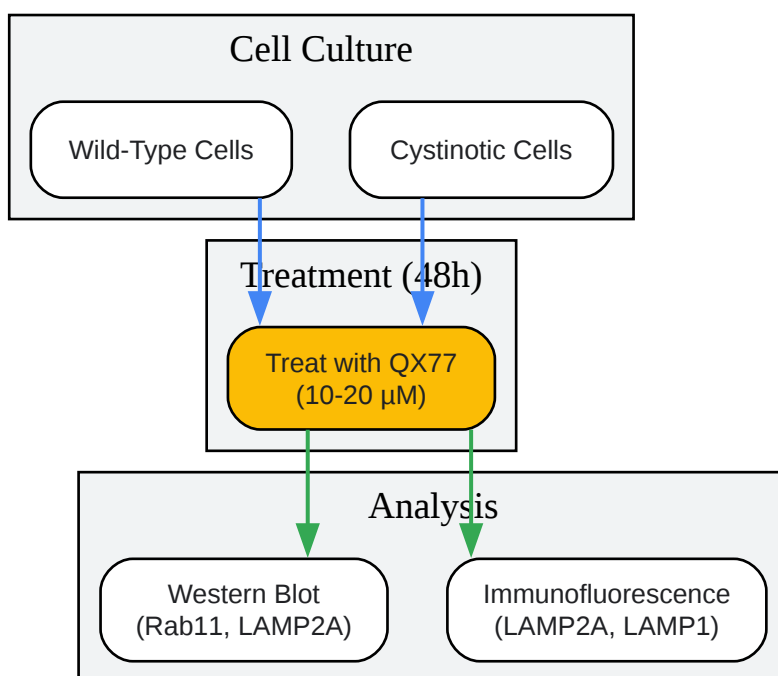 Cell Culture
Wild-Type Cells
Cystinotic Cells
Treatment (48h)
Treat with QX77
(10-20 µM)
Analysis
Western Blot
(Rab11, LAMP2A)
Immunofluorescence
(LAMP2A, LAMP1)